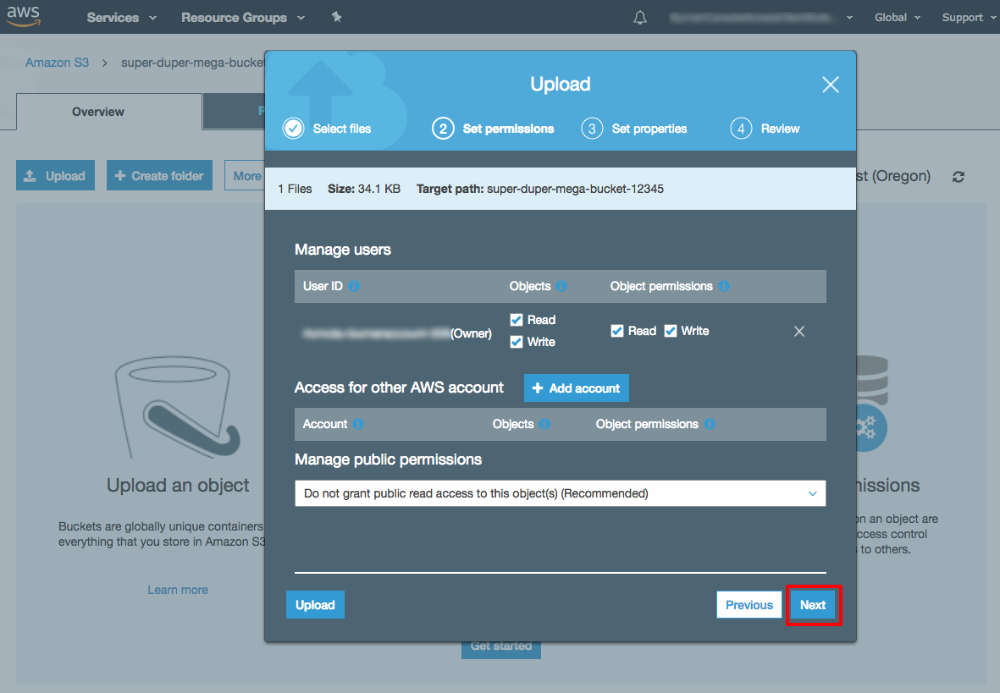 aws Services Resource Groups Global Support
Amazon S3 > super-duper-mega-bucket
Overview
P
Upload
Select files 2 Set permissions 3 Set properties 4 Review
Upload + Create folder More
st (Oregon)
1 Files Size: 34.1 KB Target path: super-duper-mega-bucket-12345
Manage users
User ID Objects Object permissions
(Owner) Read Write Read Write
Access for other AWS account + Add account
Account Objects Object permissions
Manage public permissions
Do not grant public read access to this object(s) (Recommended)
Upload an object
Buckets are globally unique containers
everything that you store in Amazon S3
Learn more
missions
on an object are
ccess control
s to others.
Upload Previous Next
Get started